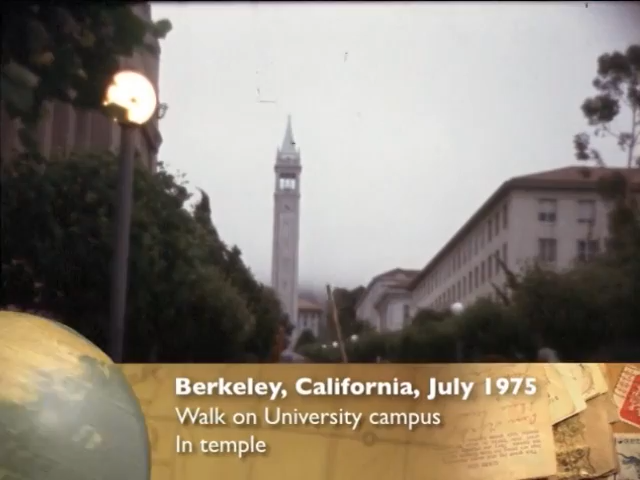 Berkeley, California, July 1975
Walk on University campus
In temple